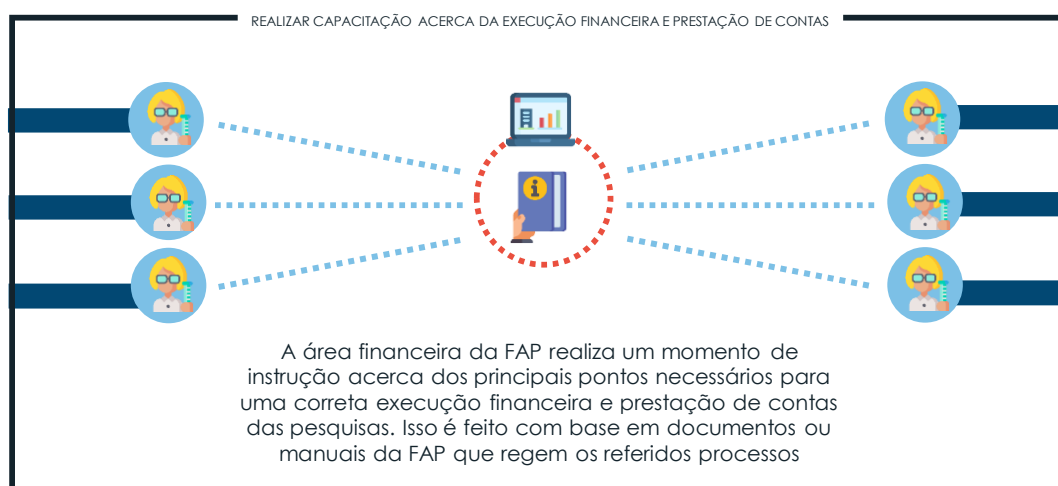 REALIZAR CAPACITAÇÃO ACERCA DA EXECUÇÃO FINANCEIRA E PRESTAÇÃO DE CONTAS
i
A área financeira da FAP realiza um momento de
instrução acerca dos principais pontos necessários para
uma correta execução financeira e prestação de contas
das pesquisas. Isso é feito com base em documentos ou
manuais da FAP que regem os referidos processos